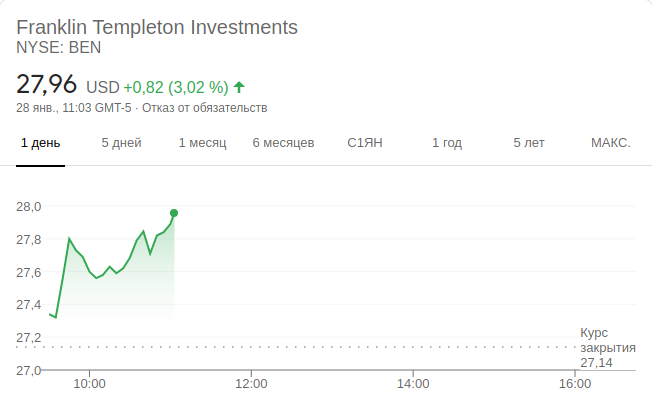 Franklin Templeton Investments
NYSE: BEN
27,96 USD +0,82 (3,02 %)
28 янв., 11:03 GMT-5 · Отказ от обязательств
1 день 5 дней 1 месяц 6 месяцев С1ЯН 1 год 5 лет МАКС.
28,0
27,8
27,6
27,4
27,2
Курс
закрытия
27,14
27,0
10:00 12:00 14:00 16:00